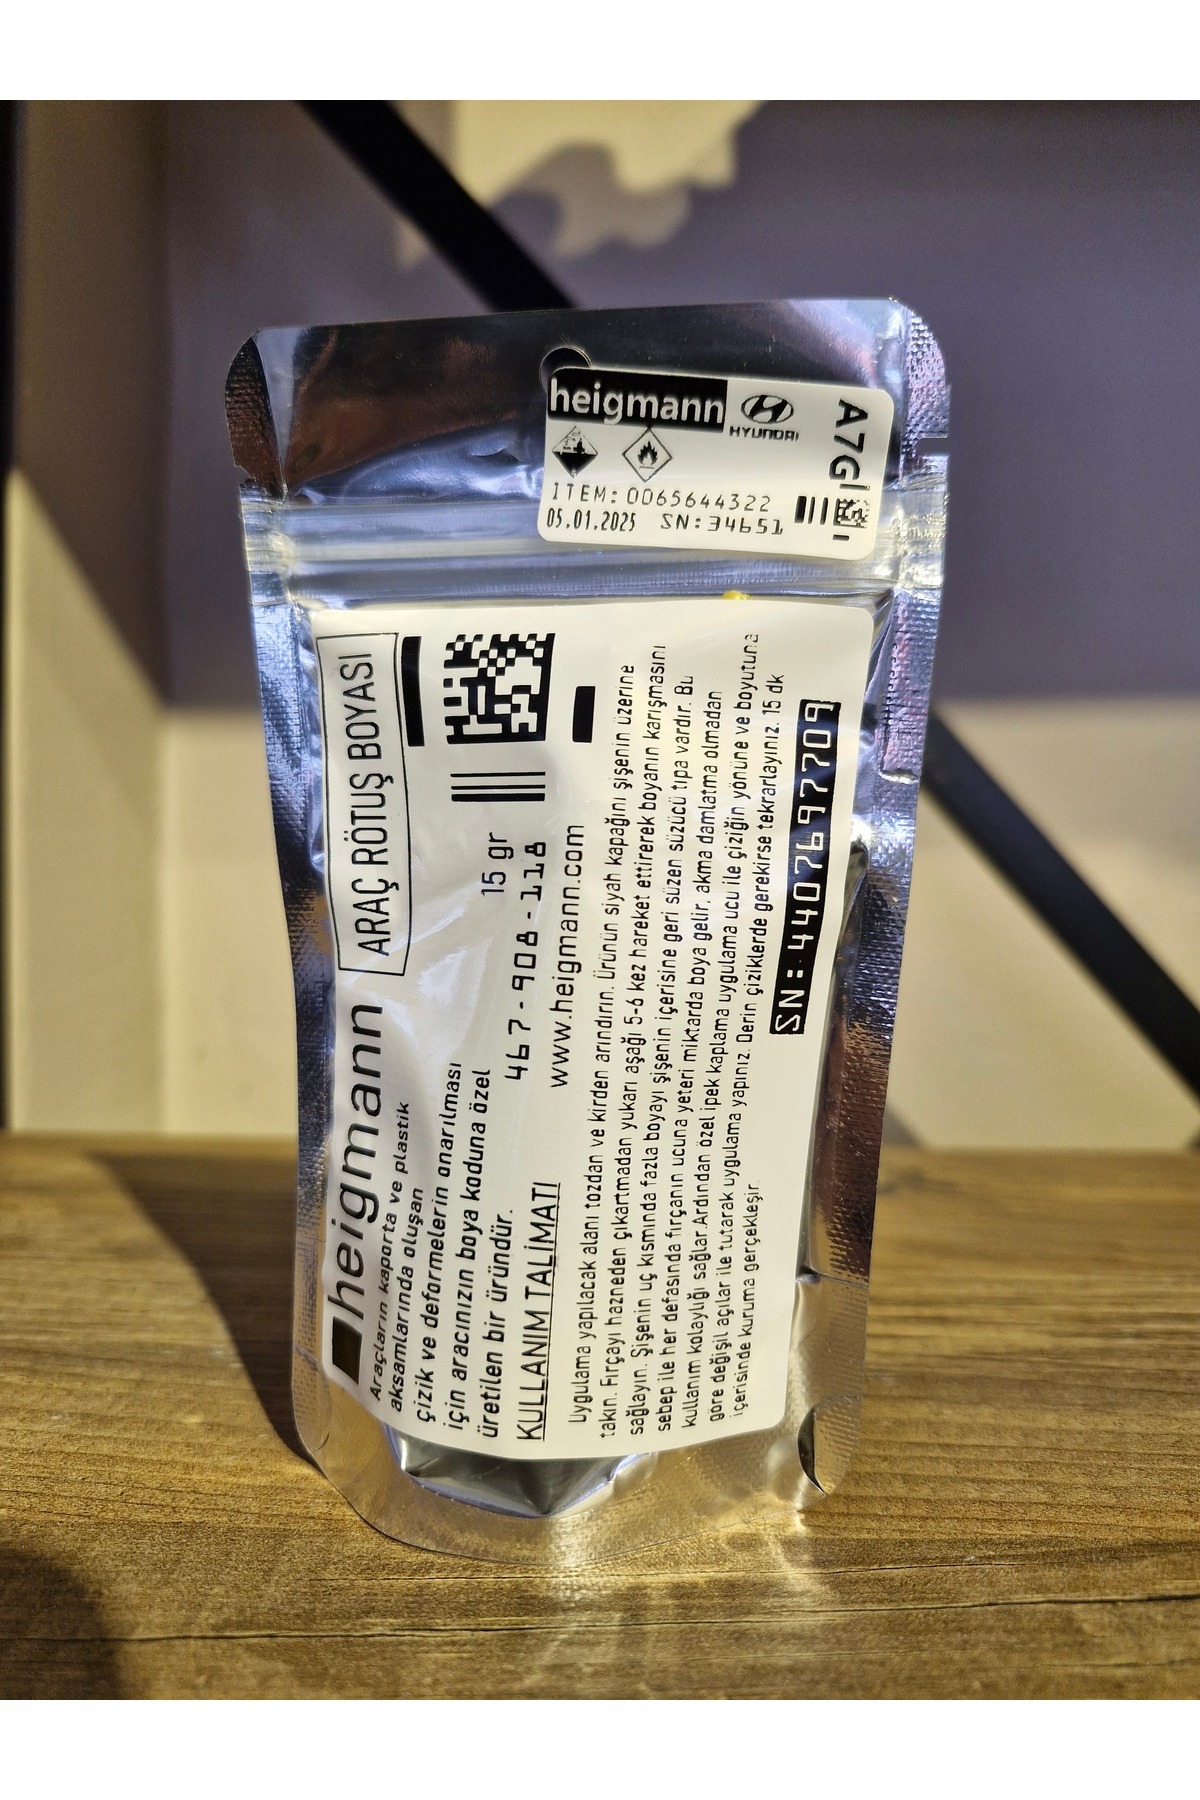 heigmann
HYUNDAI
A7G
ITEM: 0065644322
05.01.2025 SN: 34651
heigmann
ARAÇ RÖTUŞ BOYASI
Araçların kaporta ve plastik
aksamlarında oluşan
çizik ve deformelerin onarılması
için aracınızın boya koduna özel
üretilen bir üründür.
15 gr
467-908-118
www.heigmann.com
KULLANIM TALİMATI
Uygulama yapılacak alanı tozdan ve kirden arındırın. Ürünün siyah kapağını şişenin üzerine
takın. Fırçayı hazneden çıkartmadan yukarı aşağı 5-6 kez hareket ettirerek boyanın karışmasını
sağlayın. Şişenin uç kısmında fazla boyayı şişenin içerisine geri süzen süzücü tıpa vardır. Bu
sebep ile her defasında fırçanın ucuna yeteri miktarda boya gelir, akma damlatma olmadan
kullanım kolaylığı sağlar. Ardından özel ipek kaplama uygulama ucu ile çiziğin yönüne ve boyutuna
göre değişil açılar ile tutarak uygulama yapınız. Derin çiziklerde gerekirse tekrarlayınız. 15 dk
içerisinde kuruma gerçekleşir.
SN: 4407697709